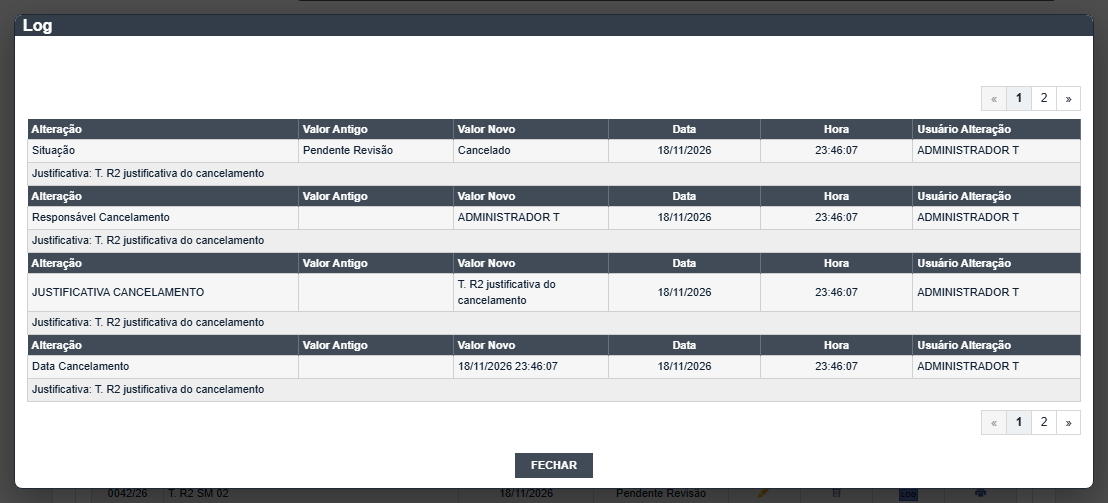 Log
« 1 2 »
Alteração Valor Antigo Valor Novo Data Hora Usuário Alteração
Situação Pendente Revisão Cancelado 18/11/2026 23:46:07 ADMINISTRADOR T
Justificativa: T. R2 justificativa do cancelamento
Alteração Valor Antigo Valor Novo Data Hora Usuário Alteração
Responsável Cancelamento ADMINISTRADOR T 18/11/2026 23:46:07 ADMINISTRADOR T
Justificativa: T. R2 justificativa do cancelamento
Alteração Valor Antigo Valor Novo Data Hora Usuário Alteração
JUSTIFICATIVA CANCELAMENTO T. R2 justificativa do 18/11/2026 23:46:07 ADMINISTRADOR T
cancelamento
Justificativa: T. R2 justificativa do cancelamento
Alteração Valor Antigo Valor Novo Data Hora Usuário Alteração
Data Cancelamento 18/11/2026 23:46:07 18/11/2026 23:46:07 ADMINISTRADOR T
Justificativa: T. R2 justificativa do cancelamento
« 1 2 »
FECHAR
0042/26 T. R2 SM 02 18/11/2026 Pendente Revisão LOG